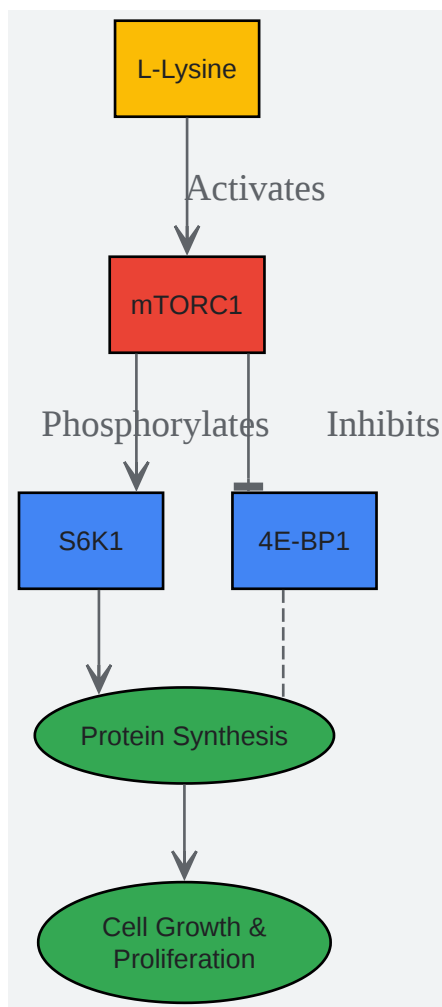 L-Lysine
Activates
mTORC1
Phosphorylates
Inhibits
S6K1
4E-BP1
Protein Synthesis
Cell Growth &
Proliferation